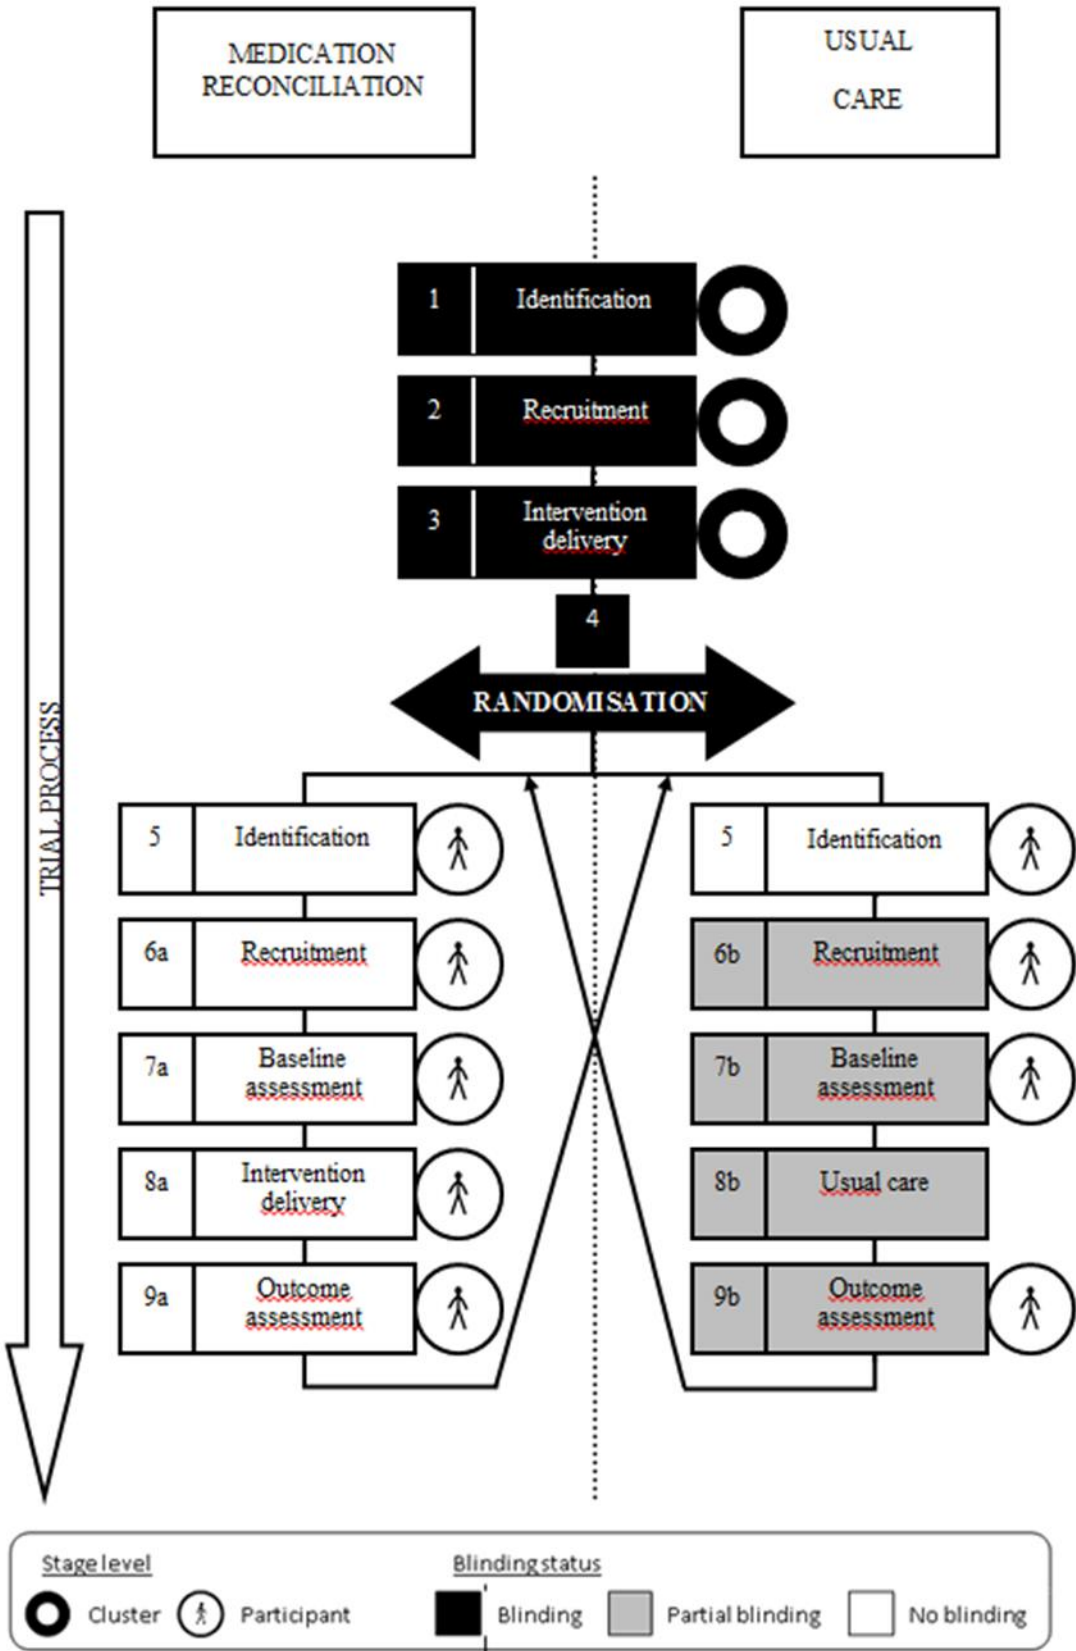 MEDICATION
RECONCILIATION
USUAL
CARE
TRIAL PROCESS
1 Identification
2 Recruitment
3 Intervention
delivery
4
RANDOMISATION
5 Identification
6a Recruitment
7a Baseline
assessment
8a Intervention
delivery
9a Outcome
assessment
5 Identification
6b Recruitment
7b Baseline
assessment
8b Usual care
9b Outcome
assessment
Stage level
Cluster Participant
Blinding status
Blinding Partial blinding No blinding